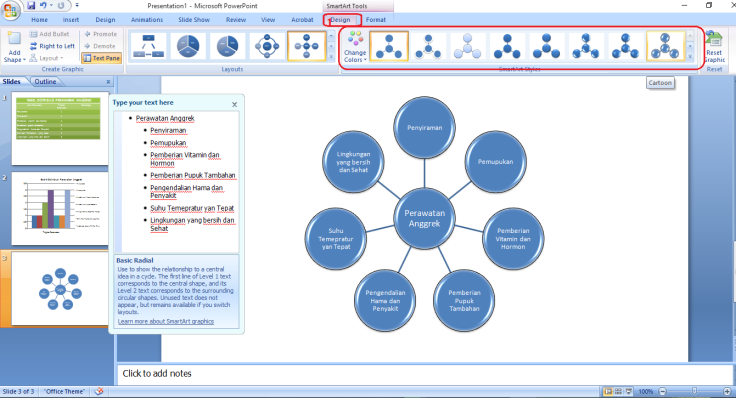 Presentation1 - Microsoft PowerPoint
SmartArt Tools
Home
Insert
Design
Animations
Slide Show
Review
View
Acrobat
Design
Format
1
Add
Shape
Add Bullet
Right to Left
Layout
Promote
Demote
Text Pane
Create Graphic
Layouts
Change
Colors
SmartArt Styles
Reset
Graphic
Reset
Cartoon
Slides
Outline
1
2
3
Type your text here
Perawatan Anggrek
Penyiraman
Pemupukan
Pemberian Vitamin dan
Hormon
Pemberian Pupuk Tambahan
Pengendalian Hama dan
Penyakit
Suhu Temepratur yan Tepat
Lingkungan yang bersih dan
Sehat
Basic Radial
Use to show the relationship to a central
idea in a cycle. The first line of Level 1 text
corresponds to the central shape, and its
Level 2 text corresponds to the surrounding
circular shapes. Unused text does not
appear, but remains available if you switch
layouts.
Learn more about SmartArt graphics
Penyiraman
Pemupukan
Pemberian
Vitamin dan
Hormon
Pemberian
Pupuk
Tambahan
Pengendalian
Hama dan
Penyakit
Suhu
Temepratur
yan Tepat
Lingkungan
yang bersih
dan Sehat
Perawatan
Anggrek
Click to add notes
Slide 3 of 3
"Office Theme"
100%